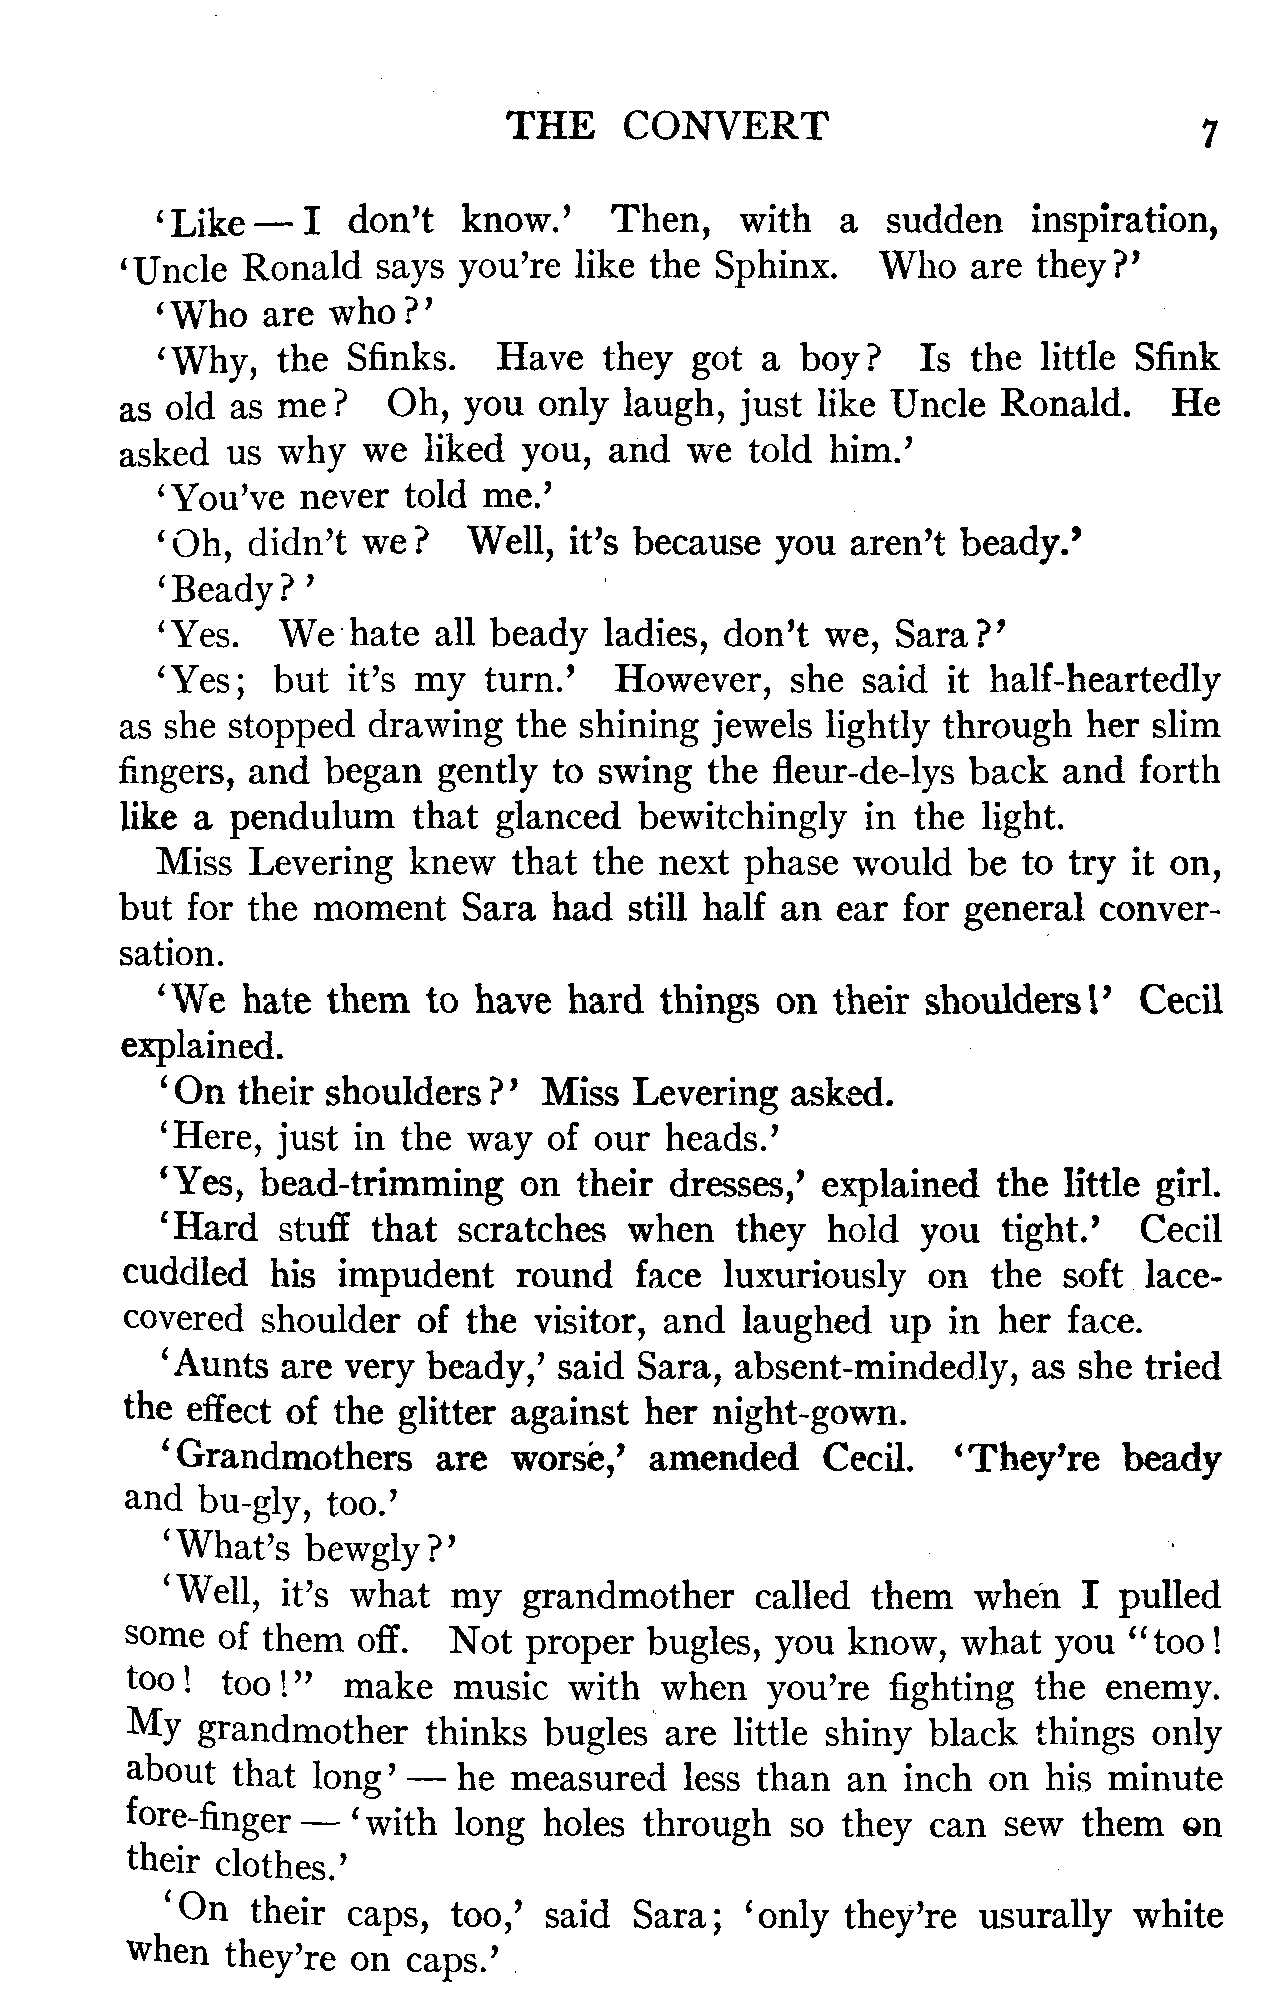 THE CONVERT 7
'Like — I don't know.' Then, with a sudden inspiration,
'Uncle Ronald says you're like the Sphinx. Who are they?'
'Who are who?'
'Why, the Sfinks. Have they got a boy? Is the little Sfink
as old as me? Oh, you only laugh, just like Uncle Ronald. He
asked us why we liked you, and we told him.'
'You've never told me.'
'Oh, didn't we? Well, it's because you aren't beady.'
'Beady?'
'Yes. We hate all beady ladies, don't we, Sara?'
'Yes; but it's my turn.' However, she said it half-heartedly
as she stopped drawing the shining jewels lightly through her slim
fingers, and began gently to swing the fleur-de-lys back and forth
like a pendulum that glanced bewitchingly in the light.
Miss Levering knew that the next phase would be to try it on,
but for the moment Sara had still half an ear for general conver-
sation.
'We hate them to have hard things on their shoulders!' Cecil
explained.
'On their shoulders?' Miss Levering asked.
'Here, just in the way of our heads.'
'Yes, bead-trimming on their dresses,' explained the little girl.
'Hard stuff that scratches when they hold you tight.' Cecil
cuddled his impudent round face luxuriously on the soft lace-
covered shoulder of the visitor, and laughed up in her face.
'Aunts are very beady,' said Sara, absent-mindedly, as she tried
the effect of the glitter against her night-gown.
'Grandmothers are worse,' amended Cecil. 'They're beady
and bu-gly, too.'
'What's bewgly?'
'Well, it's what my grandmother called them when I pulled
some of them off. Not proper bugles, you know, what you "too!
too! too!" make music with when you're fighting the enemy.
My grandmother thinks bugles are little shiny black things only
about that long' — he measured less than an inch on his minute
fore-finger — 'with long holes through so they can sew them on
their clothes.'
'On their caps, too,' said Sara; 'only they're usurally white
when they're on caps.'